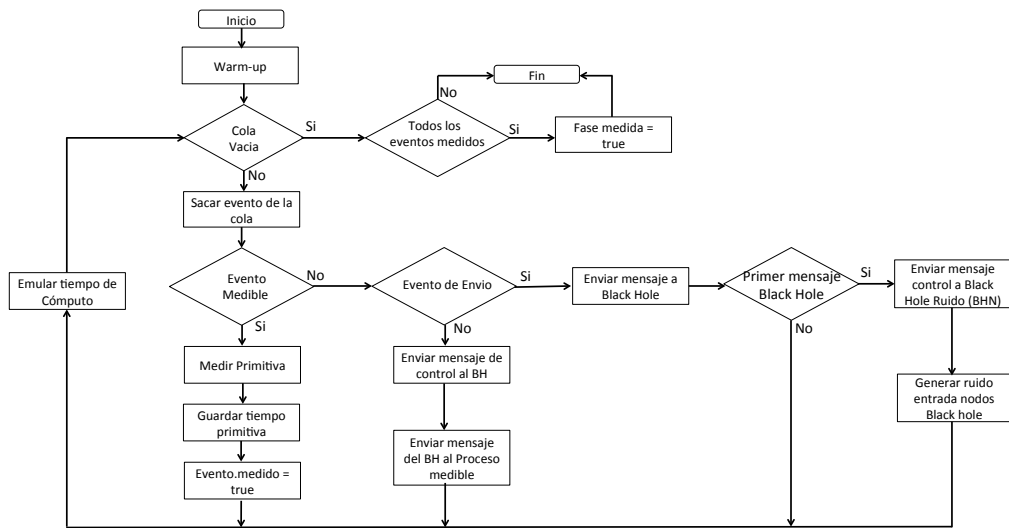 Inicio
Warm-up
Cola
Vacia
Si
No
Todos los
eventos medidos
No
Si
Fin
Fase medida =
true
Sacar evento de la
cola
Evento
Medible
No
Si
Evento de Envio
Si
No
Enviar mensaje a
Black Hole
Primer mensaje
Black Hole
Si
No
Enviar mensaje
control a Black
Hole Ruido (BHN)
Emular tiempo de
Cómputo
Medir Primitiva
Enviar mensaje de
control al BH
Generar ruido
entrada nodos
Black hole
Guardar tiempo
primitiva
Enviar mensaje
del BH al Proceso
medible
Evento.medido =
true